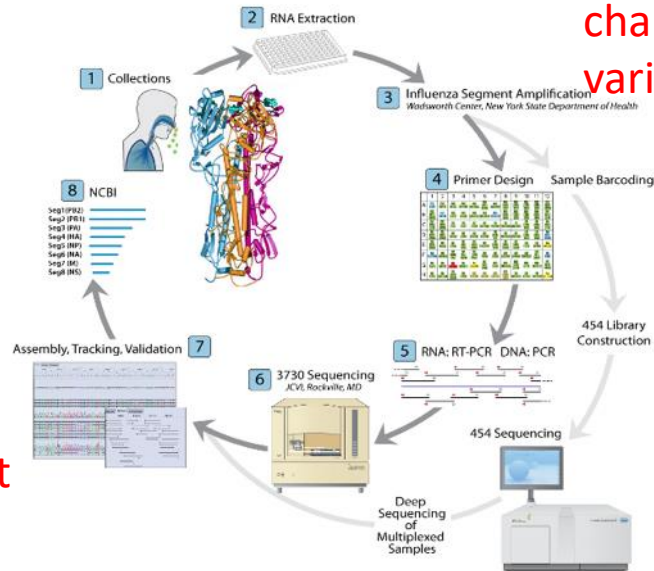 cha
vari
2 RNA Extraction
1 Collections
3 Influenza Segment Amplification
Wadsworth Center, New York State Department of Health
4 Primer Design
Sample Barcoding
8 NCBI
Seg1 (PB2)
Seg2 (PB1)
Seg3 (PA)
Seg4 (HA)
Seg5 (NP)
Seg6 (NA)
Seg7 (M)
Seg8 (NS)
454 Library
Construction
Assembly, Tracking, Validation 7
5 RNA: RT-PCR DNA: PCR
6 3730 Sequencing
JCVI, Rockville, MD
454 Sequencing
t
Deep
Sequencing
of
Multiplexed
Samples